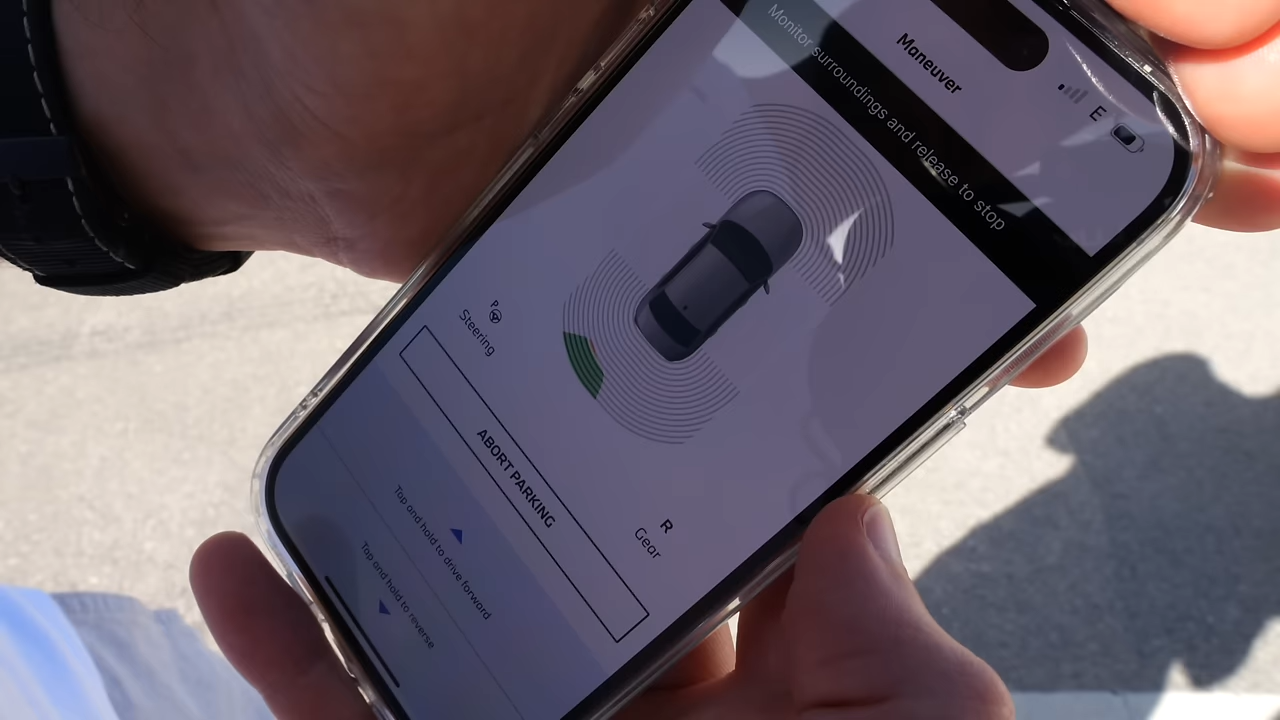 E
Maneuver
Monitor surroundings and release to stop
P
Steering
R
Gear
ABORT PARKING
Tap and hold to drive forward
Tap and hold to reverse